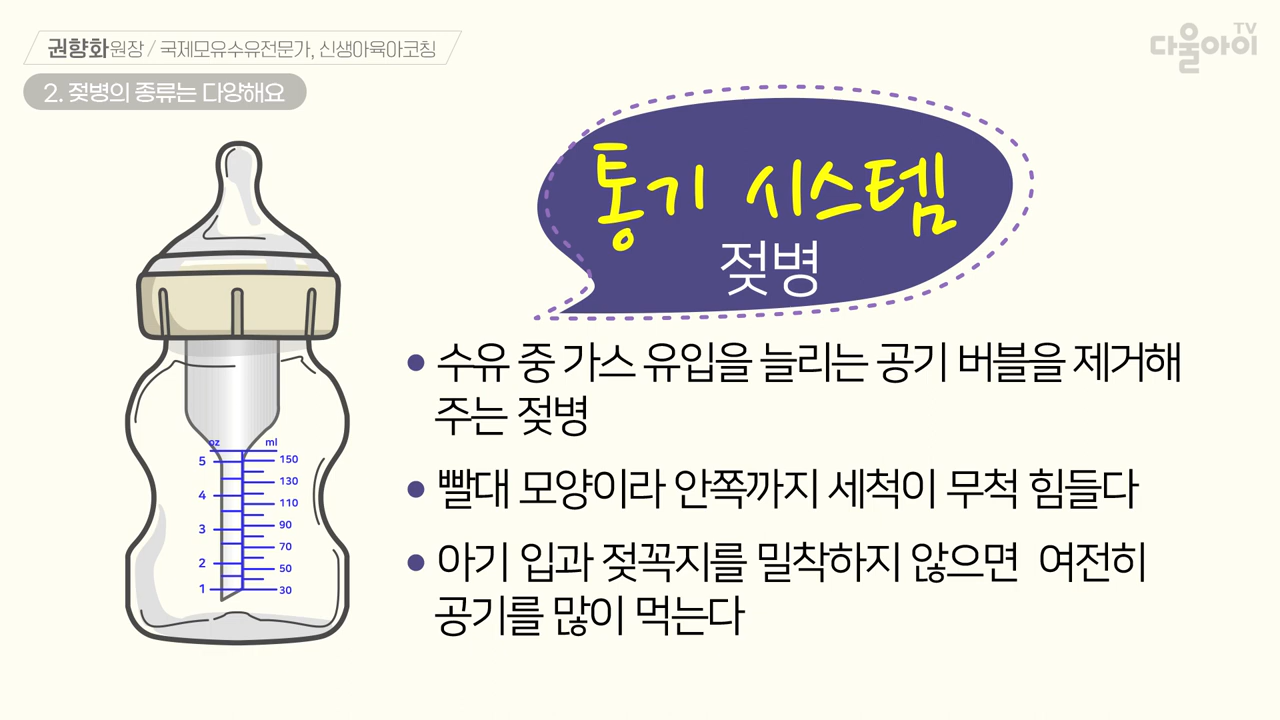 권향화원장 / 국제모유수유전문가, 신생아육아코칭
다울아이 TV
2. 젖병의 종류는 다양해요
통기 시스템
젖병
• 수유 중 가스 유입을 늘리는 공기 버블을 제거해
주는 젖병
• 빨대 모양이라 안쪽까지 세척이 무척 힘들다
• 아기 입과 젖꼭지를 밀착하지 않으면 여전히
공기를 많이 먹는다
oz ml
5 150
130
4 110
3 90
70
2 50
1 30